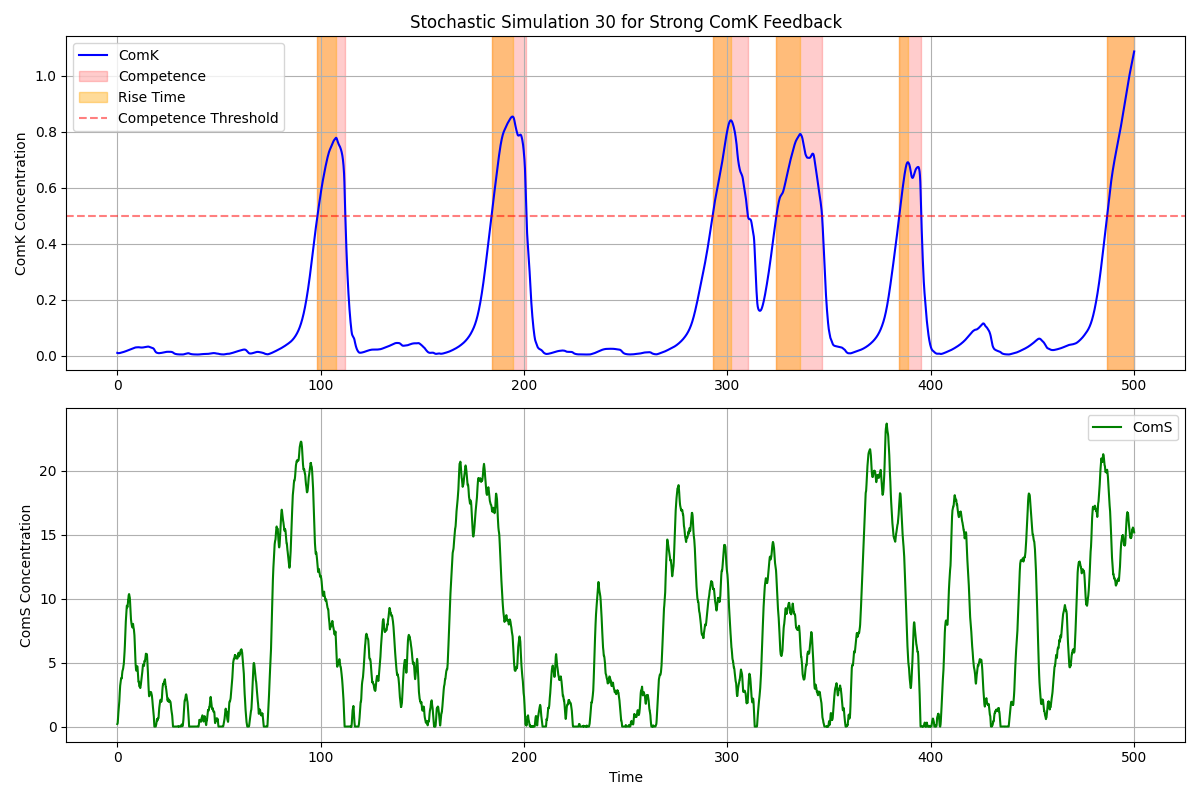 Stochastic Simulation 30 for Strong ComK Feedback
ComK Concentration
1.0
0.8
0.6
0.4
0.2
0.0
ComK
Competence
Rise Time
Competence Threshold
0 100 200 300 400 500
ComS Concentration
20
15
10
5
0
ComS
0 100 200 300 400 500
Time